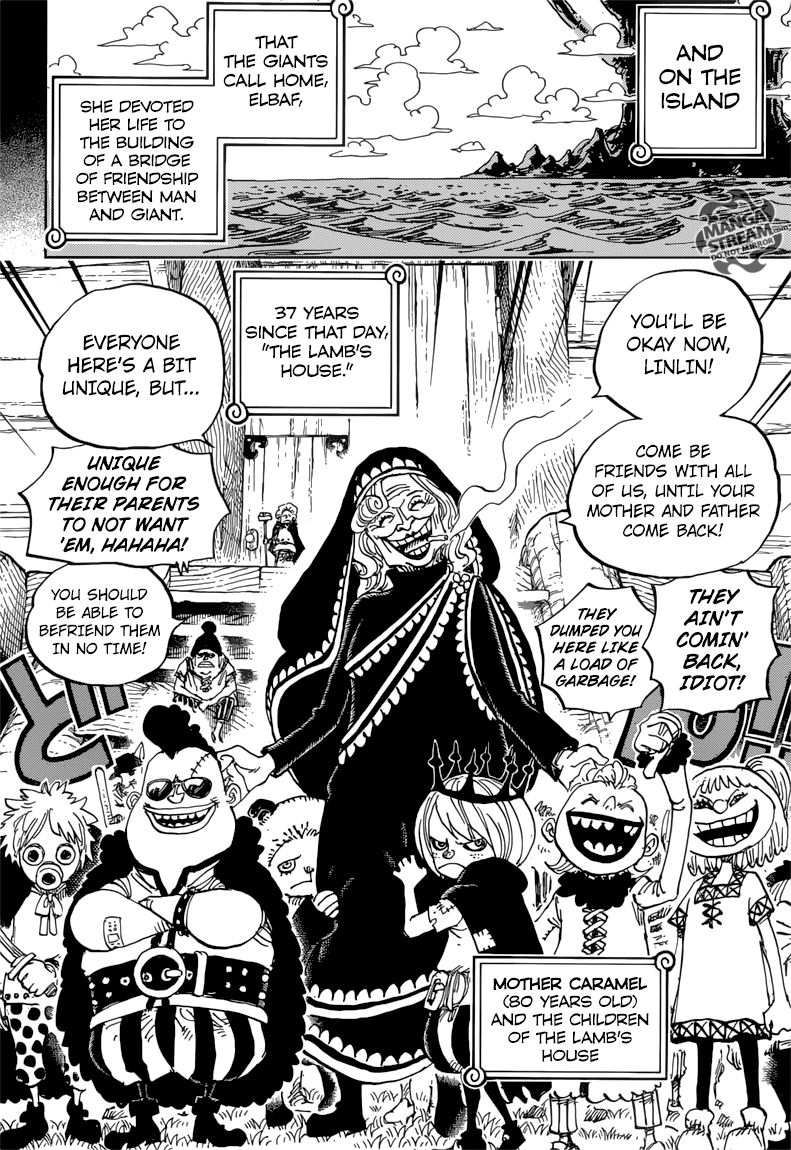 AND
ON THE
ISLAND
THAT
THE GIANTS
CALL HOME,
ELBAF,
SHE DEVOTED
HER LIFE TO
THE BUILDING
OF A BRIDGE
OF FRIENDSHIP
BETWEEN MAN
AND GIANT.
MANGA
STREAM.com
DO NOT MIRROR
YOU'LL BE
OKAY NOW,
LINLIN!
COME BE
FRIENDS WITH ALL
OF US, UNTIL YOUR
MOTHER AND FATHER
COME BACK!
THEY
AIN'T
COMIN'
BACK,
IDIOT!
THEY
DUMPED YOU
HERE LIKE
A LOAD OF
GARBAGE!
37 YEARS
SINCE THAT DAY,
"THE LAMB'S
HOUSE."
EVERYONE
HERE'S A BIT
UNIQUE, BUT...
UNIQUE
ENOUGH FOR
THEIR PARENTS
TO NOT WANT
'EM, HAHAHA!
YOU SHOULD
BE ABLE TO
BEFRIEND THEM
IN NO TIME!
ど
MOTHER CARAMEL
(80 YEARS OLD)
AND THE CHILDREN
OF THE LAMB'S
HOUSE